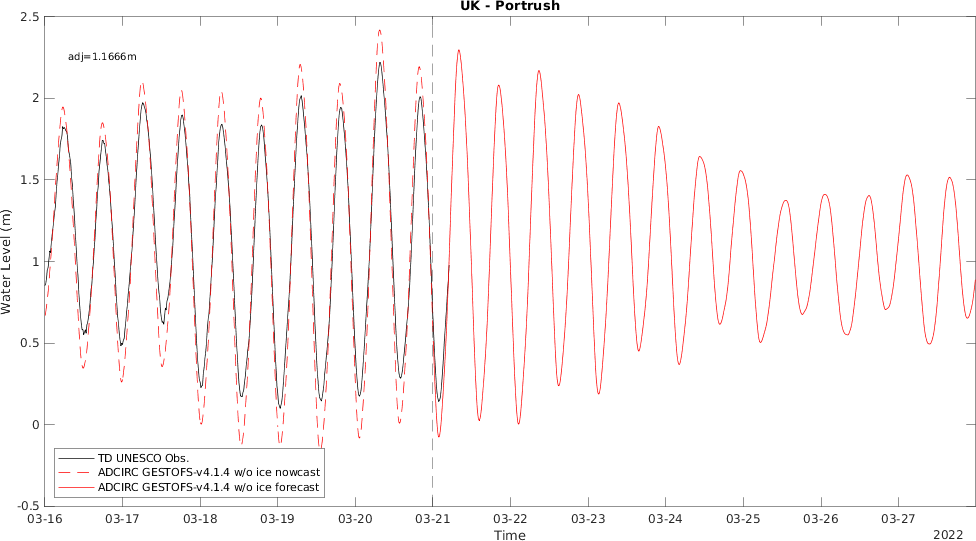 UK - Portrush
2.5
adj=1.1666m
2
1.5
1
0.5
0
-0.5
Water Level (m)
TD UNESCO Obs.
ADCIRC GESTOFS-v4.1.4 w/o ice nowcast
ADCIRC GESTOFS-v4.1.4 w/o ice forecast
03-16 03-17 03-18 03-19 03-20 03-21 03-22 03-23 03-24 03-25 03-26 03-27
Time
2022